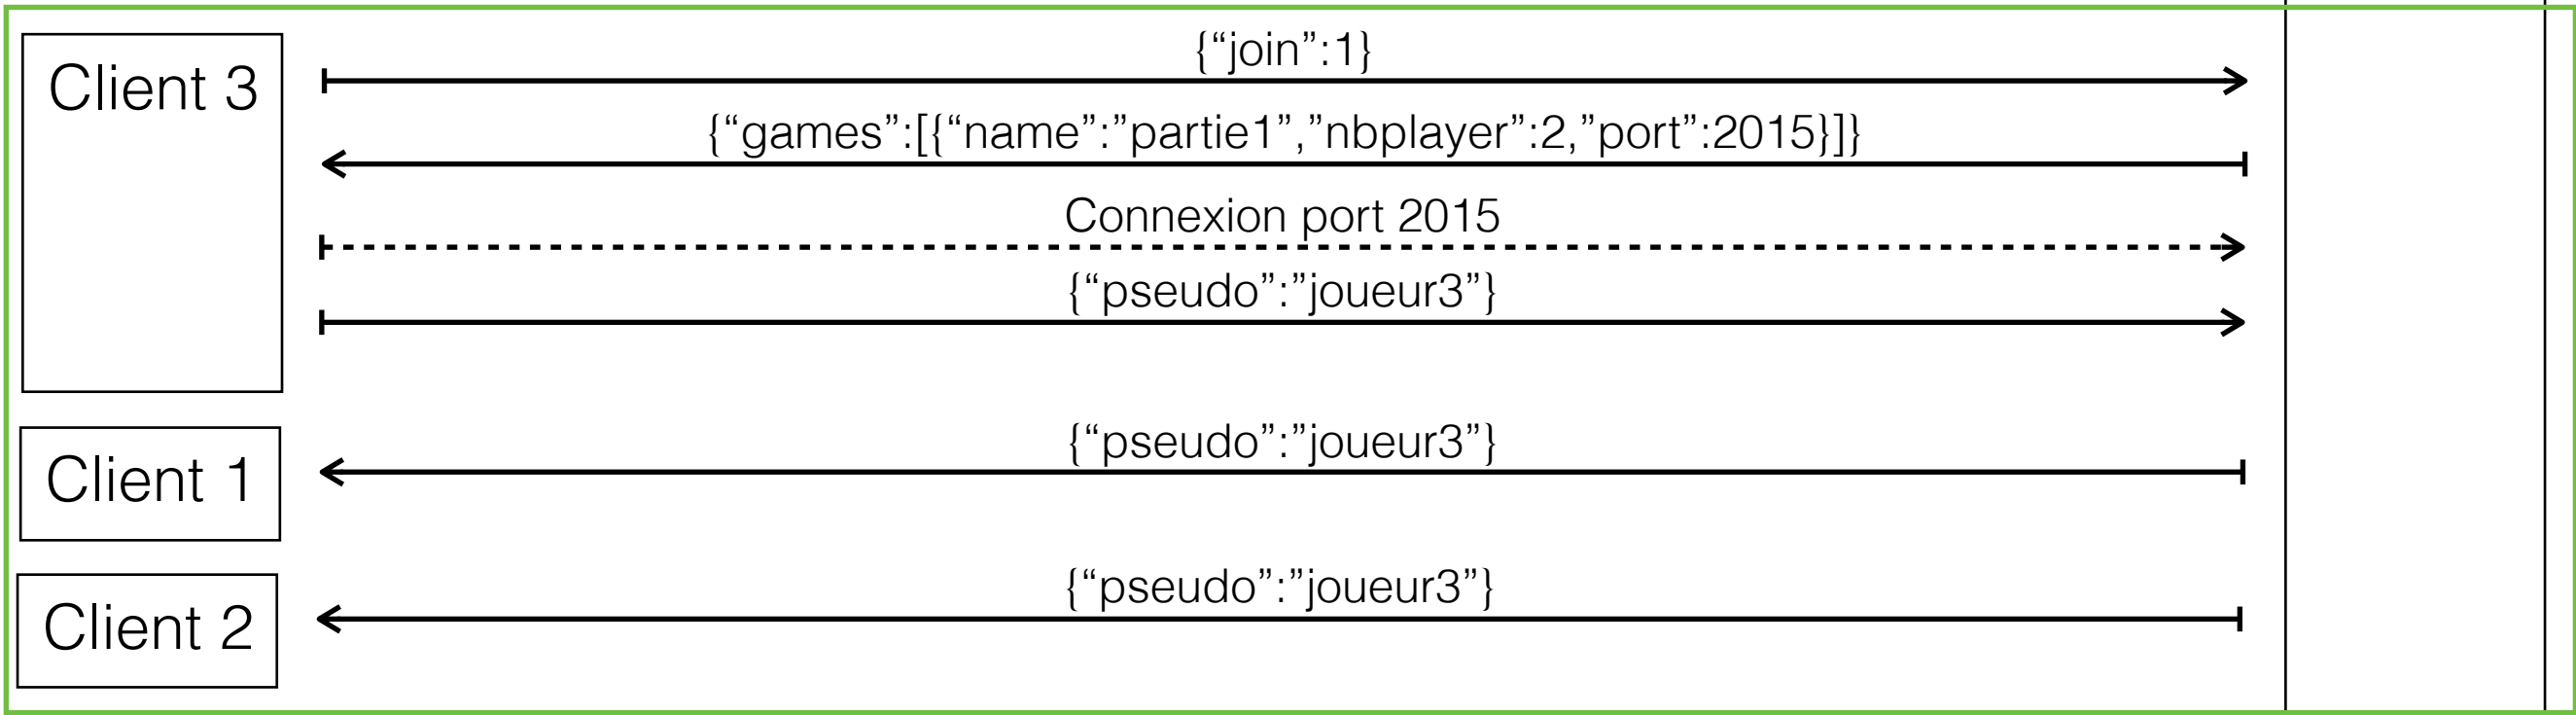 Client 3
{“join”:1}
{“games”:[{“name”:”partie1”,”nbplayer”:2,”port”:2015}]}
Connexion port 2015
{“pseudo”:”joueur3”}
Client 1
{“pseudo”:”joueur3”}
Client 2
{“pseudo”:”joueur3”}